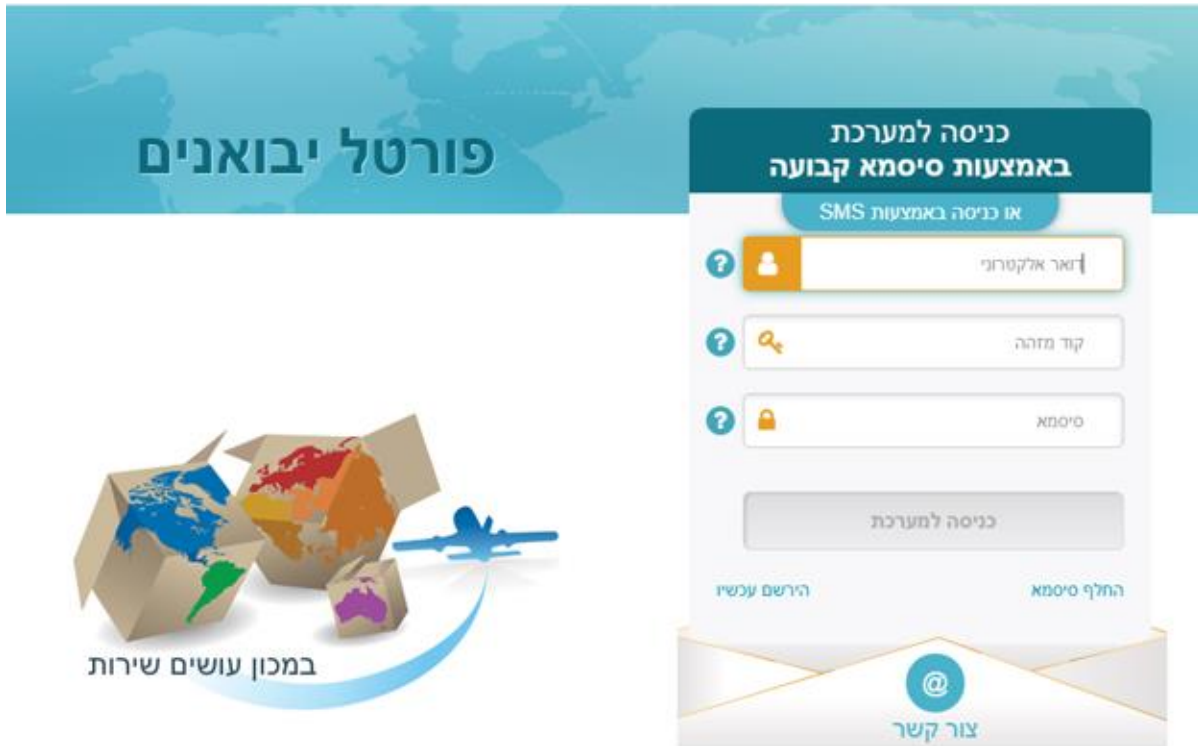 פורטל יבואנים
כניסה למערכת
באמצעות סיסמא קבועה
או כניסה באמצעות SMS
דואר אלקטרוני
קוד מזהה
סיסמא
כניסה למערכת
החלף סיסמא
הירשם עכשיו
במכון עושים שירות
@
צור קשר